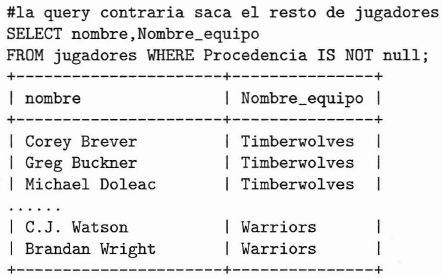 #la query contraria saca el resto de jugadores
SELECT nombre,Nombre_equipo
FROM jugadores WHERE Procedencia IS NOT null;
+----------------------+---------------+
| nombre               | Nombre_equipo |
+----------------------+---------------+
| Corey Brever         | Timberwolves  |
| Greg Buckner         | Timberwolves  |
| Michael Doleac       | Timberwolves  |
......
| C.J. Watson          | Warriors      |
| Brandan Wright       | Warriors      |
+----------------------+---------------+